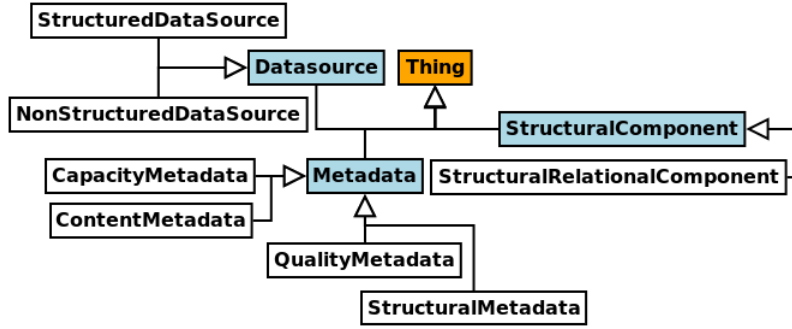 StructuredDataSource
Datasource
Thing
NonStructuredDataSource
StructuralComponent
CapacityMetadata
Metadata
StructuralRelationalComponent
ContentMetadata
QualityMetadata
StructuralMetadata